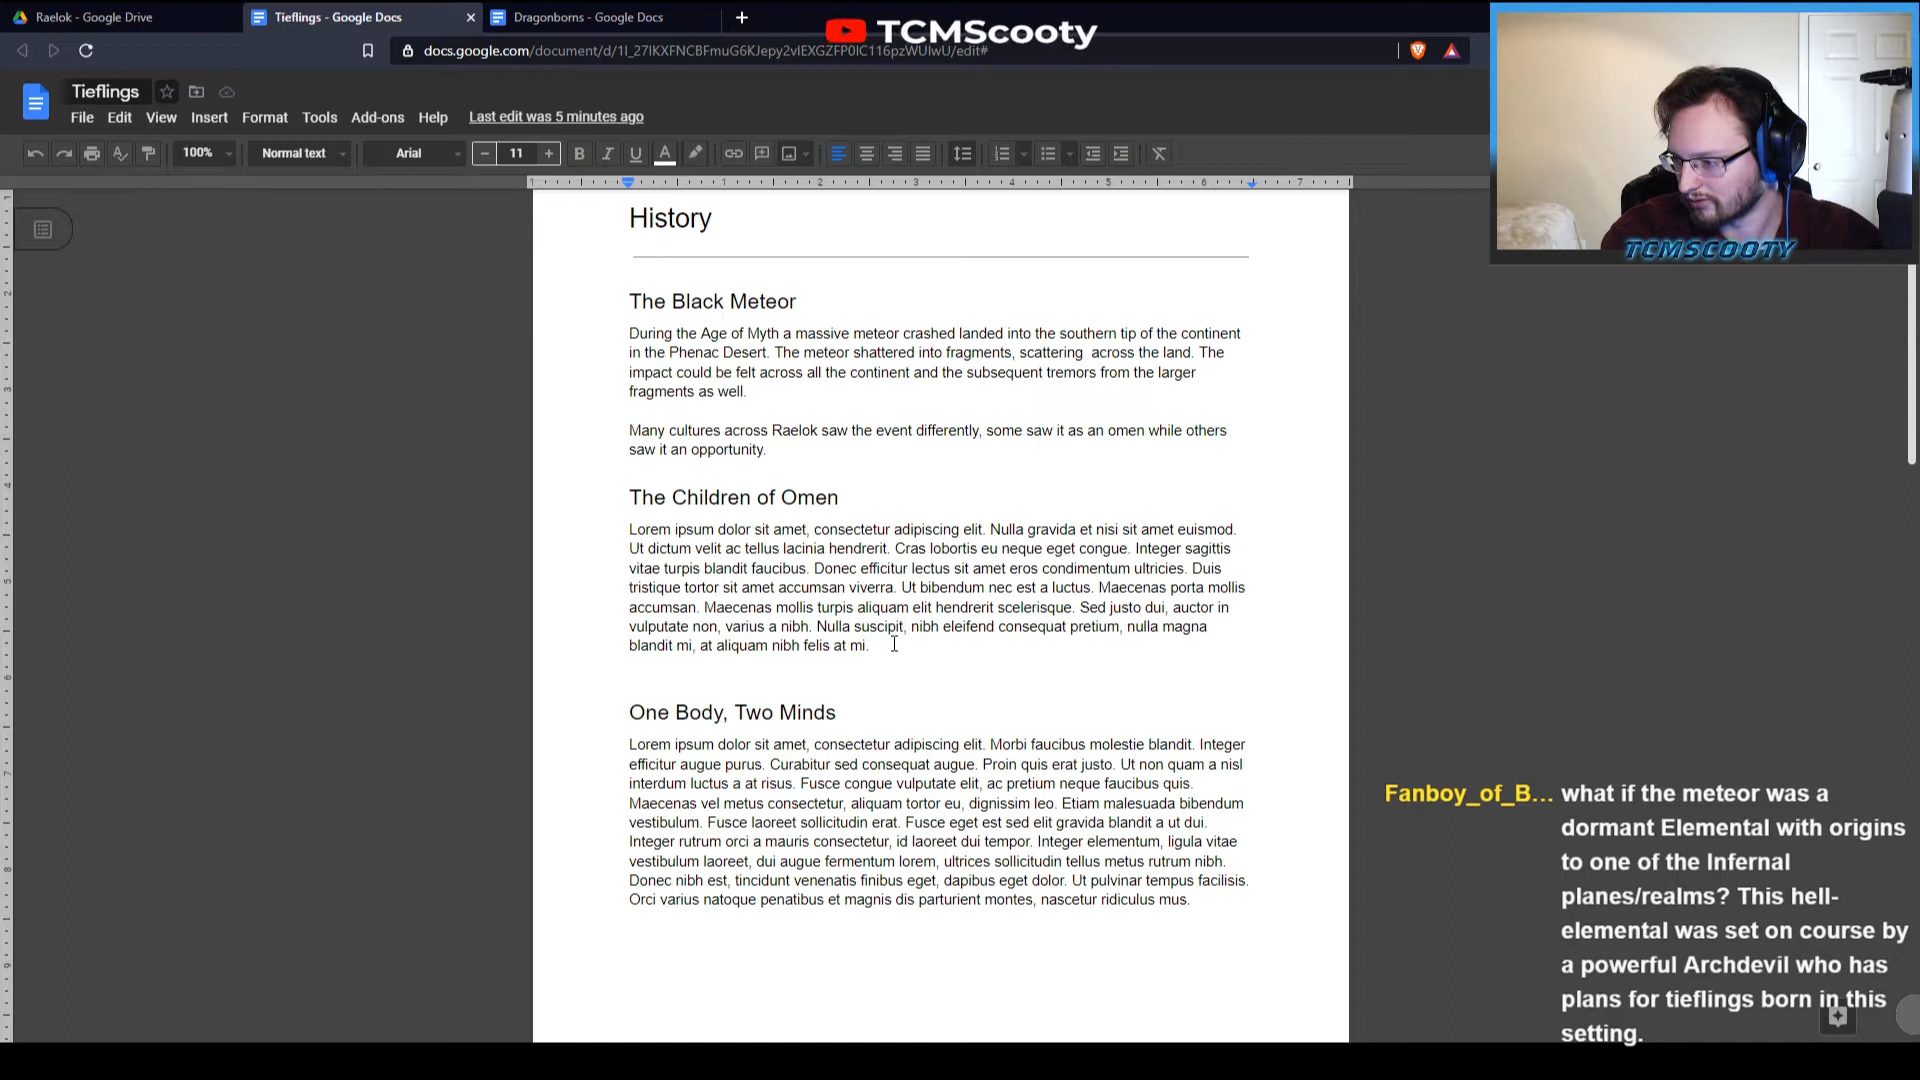 Raelok - Google Drive
Tieflings - Google Docs
Dragonborns - Google Docs
TCMScooty
docs.google.com/document/d/1I_27IKXFNCBFmuG6KJepy2vIEXGZFP0IC116pzWUIwU/edit#
Tieflings
File Edit View Insert Format Tools Add-ons Help Last edit was 5 minutes ago
100% Normal text Arial 11
TCMSCOOTY
History
The Black Meteor
During the Age of Myth a massive meteor crashed landed into the southern tip of the continent
in the Phenac Desert. The meteor shattered into fragments, scattering  across the land. The
impact could be felt across all the continent and the subsequent tremors from the larger
fragments as well.
Many cultures across Raelok saw the event differently, some saw it as an omen while others
saw it an opportunity.
The Children of Omen
Lorem ipsum dolor sit amet, consectetur adipiscing elit. Nulla gravida et nisi sit amet euismod.
Ut dictum velit ac tellus lacinia hendrerit. Cras lobortis eu neque eget congue. Integer sagittis
vitae turpis blandit faucibus. Donec efficitur lectus sit amet eros condimentum ultricies. Duis
tristique tortor sit amet accumsan viverra. Ut bibendum nec est a luctus. Maecenas porta mollis
accumsan. Maecenas mollis turpis aliquam elit hendrerit scelerisque. Sed justo dui, auctor in
vulputate non, varius a nibh. Nulla suscipit, nibh eleifend consequat pretium, nulla magna
blandit mi, at aliquam nibh felis at mi.
One Body, Two Minds
Lorem ipsum dolor sit amet, consectetur adipiscing elit. Morbi faucibus molestie blandit. Integer
efficitur augue purus. Curabitur sed consequat augue. Proin quis erat justo. Ut non quam a nisl
interdum luctus a at risus. Fusce congue vulputate elit, ac pretium neque faucibus quis.
Maecenas vel metus consectetur, aliquam tortor eu, dignissim leo. Etiam malesuada bibendum
vestibulum. Fusce laoreet sollicitudin erat. Fusce eget est sed elit gravida blandit a ut dui.
Integer rutrum orci a mauris consectetur, id laoreet dui tempor. Integer elementum, ligula vitae
vestibulum laoreet, dui augue fermentum lorem, ultrices sollicitudin tellus metus rutrum nibh.
Donec nibh est, tincidunt venenatis finibus eget, dapibus eget dolor. Ut pulvinar tempus facilisis.
Orci varius natoque penatibus et magnis dis parturient montes, nascetur ridiculus mus.
Fanboy_of_B... what if the meteor was a
dormant Elemental with origins
to one of the Infernal
planes/realms? This hell-
elemental was set on course by
a powerful Archdevil who has
plans for tieflings born in this
setting.